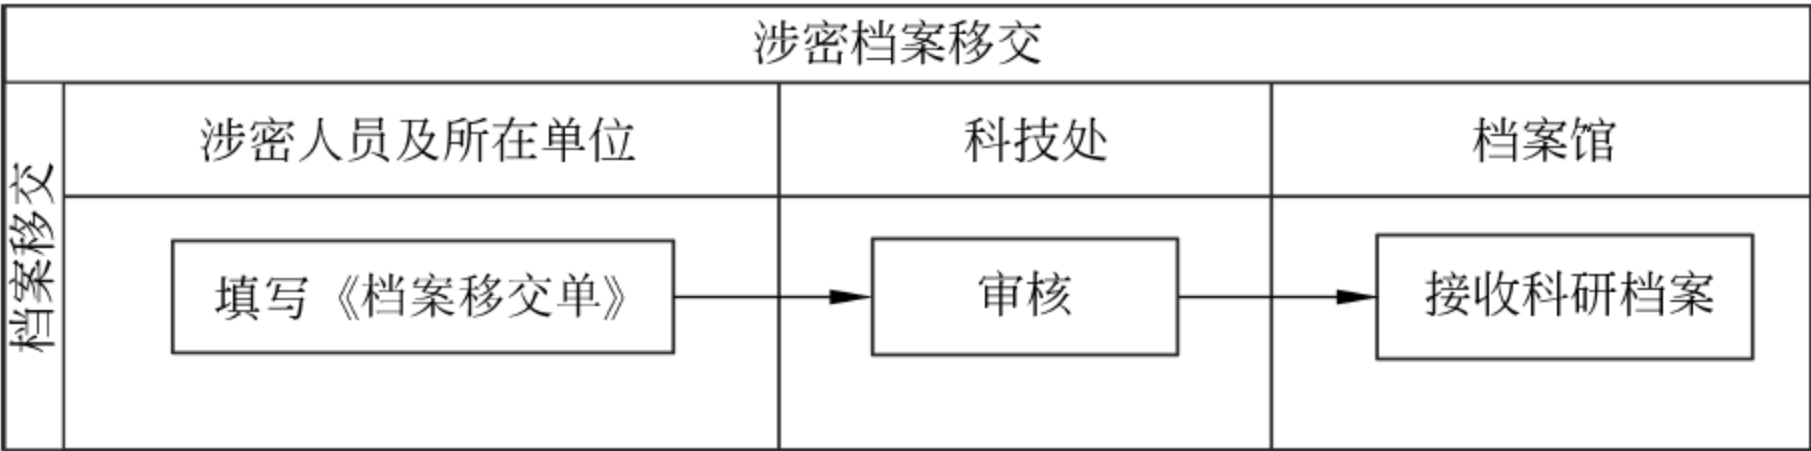 涉密档案移交
档案移交
涉密人员及所在单位
科技处
档案馆
填写《档案移交单》
审核
接收科研档案